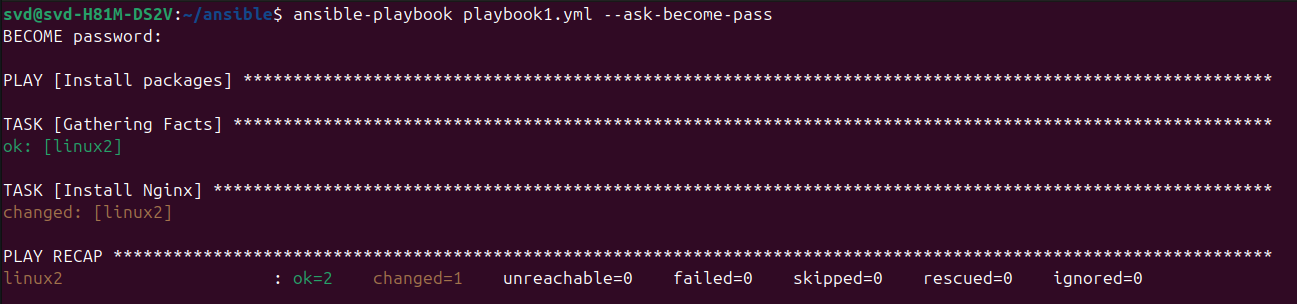 svd@svd-H81M-DS2V:~/ansible$ ansible-playbook playbook1.yml --ask-become-pass
BECOME password:
PLAY [Install packages] *******************************************************************************************************
TASK [Gathering Facts] ********************************************************************************************************
ok: [linux2]
TASK [Install Nginx] **********************************************************************************************************
changed: [linux2]
PLAY RECAP ********************************************************************************************************************
linux2                     : ok=2    changed=1    unreachable=0    failed=0    skipped=0    rescued=0    ignored=0